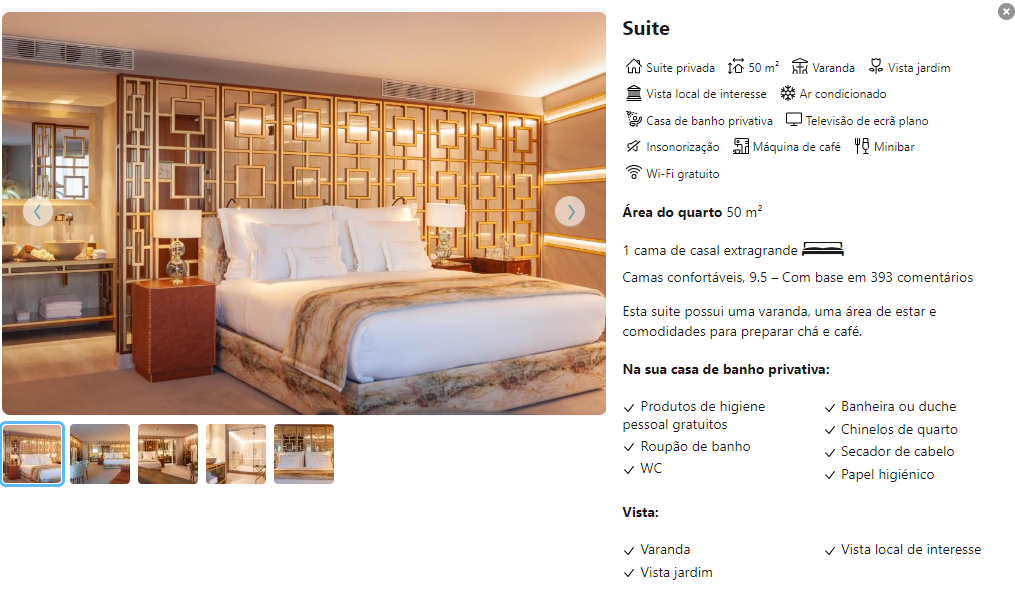 Suite
Suite privada 50 m² Varanda Vista jardim
Vista local de interesse Ar condicionado
Casa de banho privativa Televisão de ecrã plano
Insonorização Máquina de café Minibar
Wi-Fi gratuito
Área do quarto 50 m²
1 cama de casal extragrande
Camas confortáveis, 9.5 – Com base em 393 comentários
Esta suite possui uma varanda, uma área de estar e
comodidades para preparar chá e café.
Na sua casa de banho privativa:
Produtos de higiene
pessoal gratuitos
Roupão de banho
WC
Banheira ou duche
Chinelos de quarto
Secador de cabelo
Papel higiénico
Vista:
Varanda
Vista jardim
Vista local de interesse